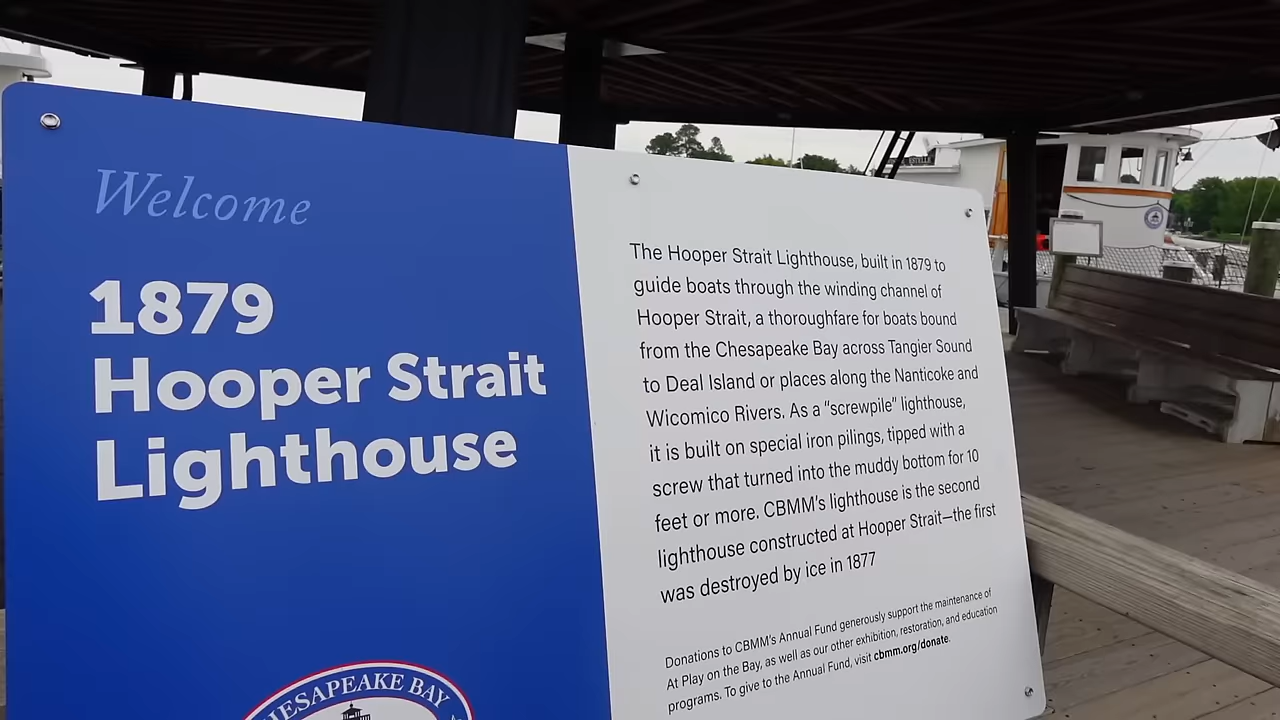 Welcome
1879
Hooper Strait
Lighthouse
CHESAPEAKE BAY
The Hooper Strait Lighthouse, built in 1879 to
guide boats through the winding channel of
Hooper Strait, a thoroughfare for boats bound
from the Chesapeake Bay across Tangier Sound
to Deal Island or places along the Nanticoke and
Wicomico Rivers. As a “screwpile” lighthouse,
it is built on special iron pilings, tipped with a
screw that turned into the muddy bottom for 10
feet or more. CBMM’s lighthouse is the second
lighthouse constructed at Hooper Strait—the first
was destroyed by ice in 1877
Donations to CBMM’s Annual Fund generously support the maintenance of
At Play on the Bay, as well as our other exhibition, restoration, and education
programs. To give to the Annual Fund, visit cbmm.org/donate.